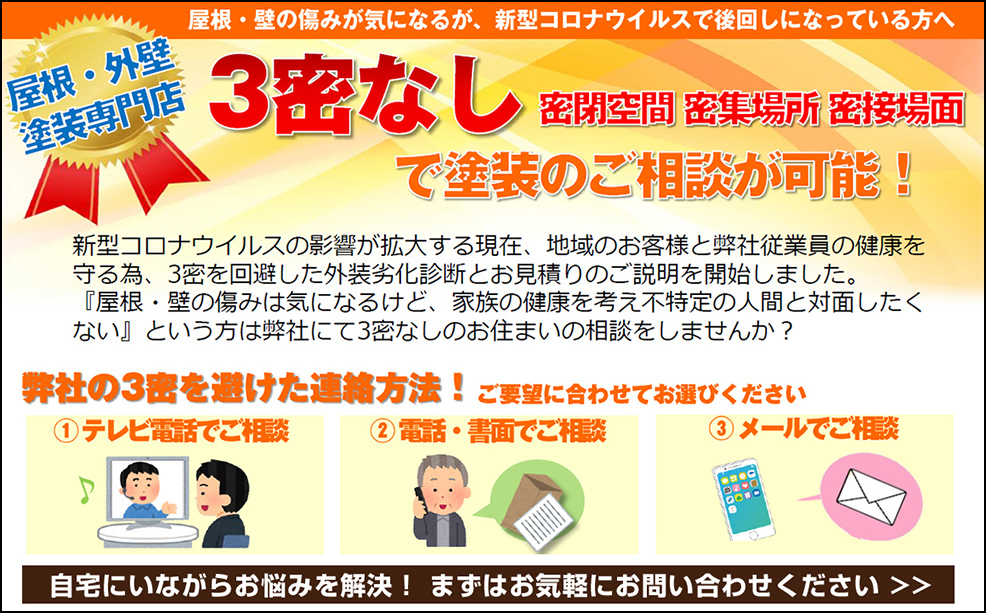 屋根・壁の傷みが気になるが、新型コロナウイルスで後回しになっている方へ
屋根・外壁
塗装専門店
3密なし 密閉空間 密集場所 密接場面
で塗装のご相談が可能！
新型コロナウイルスの影響が拡大する現在、地域のお客様と弊社従業員の健康を
守る為、3密を回避した外装劣化診断とお見積りのご説明を開始しました。
『屋根・壁の傷みは気になるけど、家族の健康を考え不特定の人間と対面したく
ない』という方は弊社にて3密なしのお住まいの相談をしませんか？
弊社の3密を避けた連絡方法！ ご要望に合わせてお選びください
①テレビ電話でご相談
②電話・書面でご相談
③メールでご相談
自宅にいながらお悩みを解決！ まずはお気軽にお問い合わせください >>